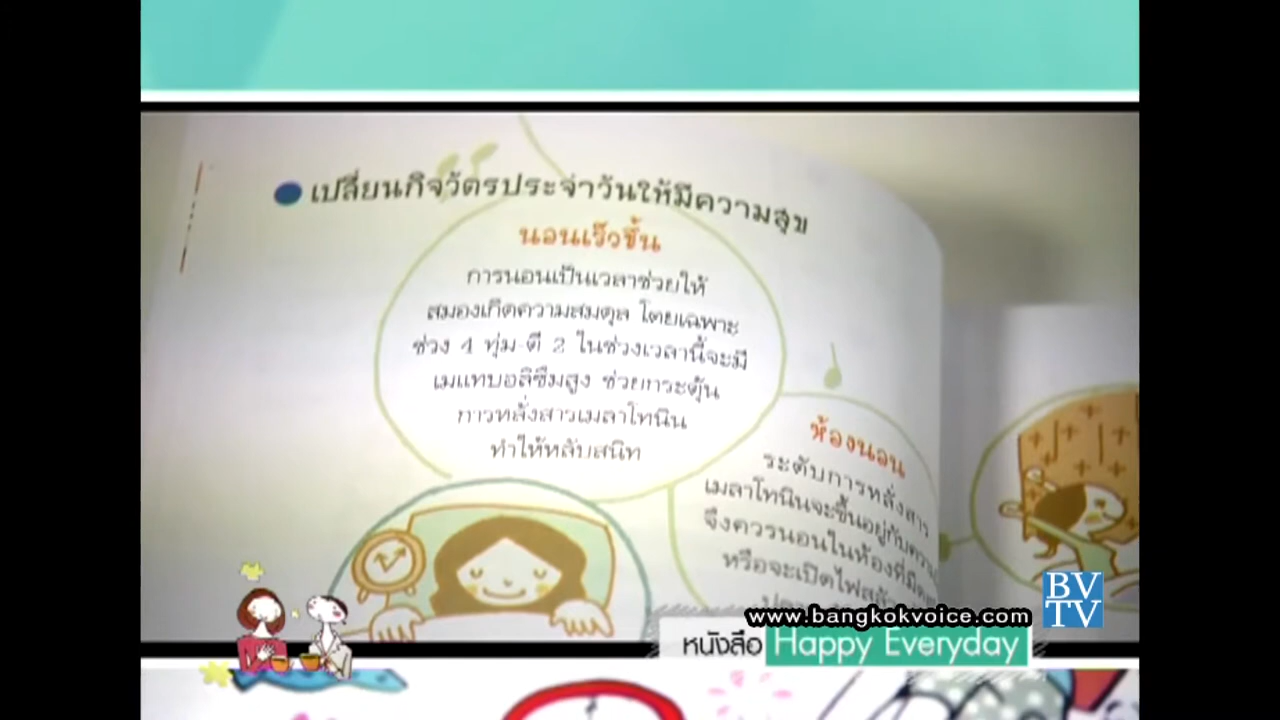 เปลี่ยนกิจวัตรประจำวันให้มีความสุข
นอนเร็วขึ้น
การนอนเป็นเวลาช่วยให้
สมองเกิดความสมดุล โดยเฉพาะ
ช่วง 4 ทุ่ม-ตี 2 ในช่วงเวลานี้จะมี
เมแทบอลิซึมสูง ช่วยกระตุ้น
การหลั่งสารเมลาโทนิน
ทำให้หลับสนิท
ห้องนอน
ระดับการหลั่งสาร
เมลาโทนินจะขึ้นอยู่กับความ
จึงควรนอนในห้องที่มืด
หรือจะเปิดไฟสลัว
www.bangkokvoice.com
หนังสือ Happy Everyday
BV
TV